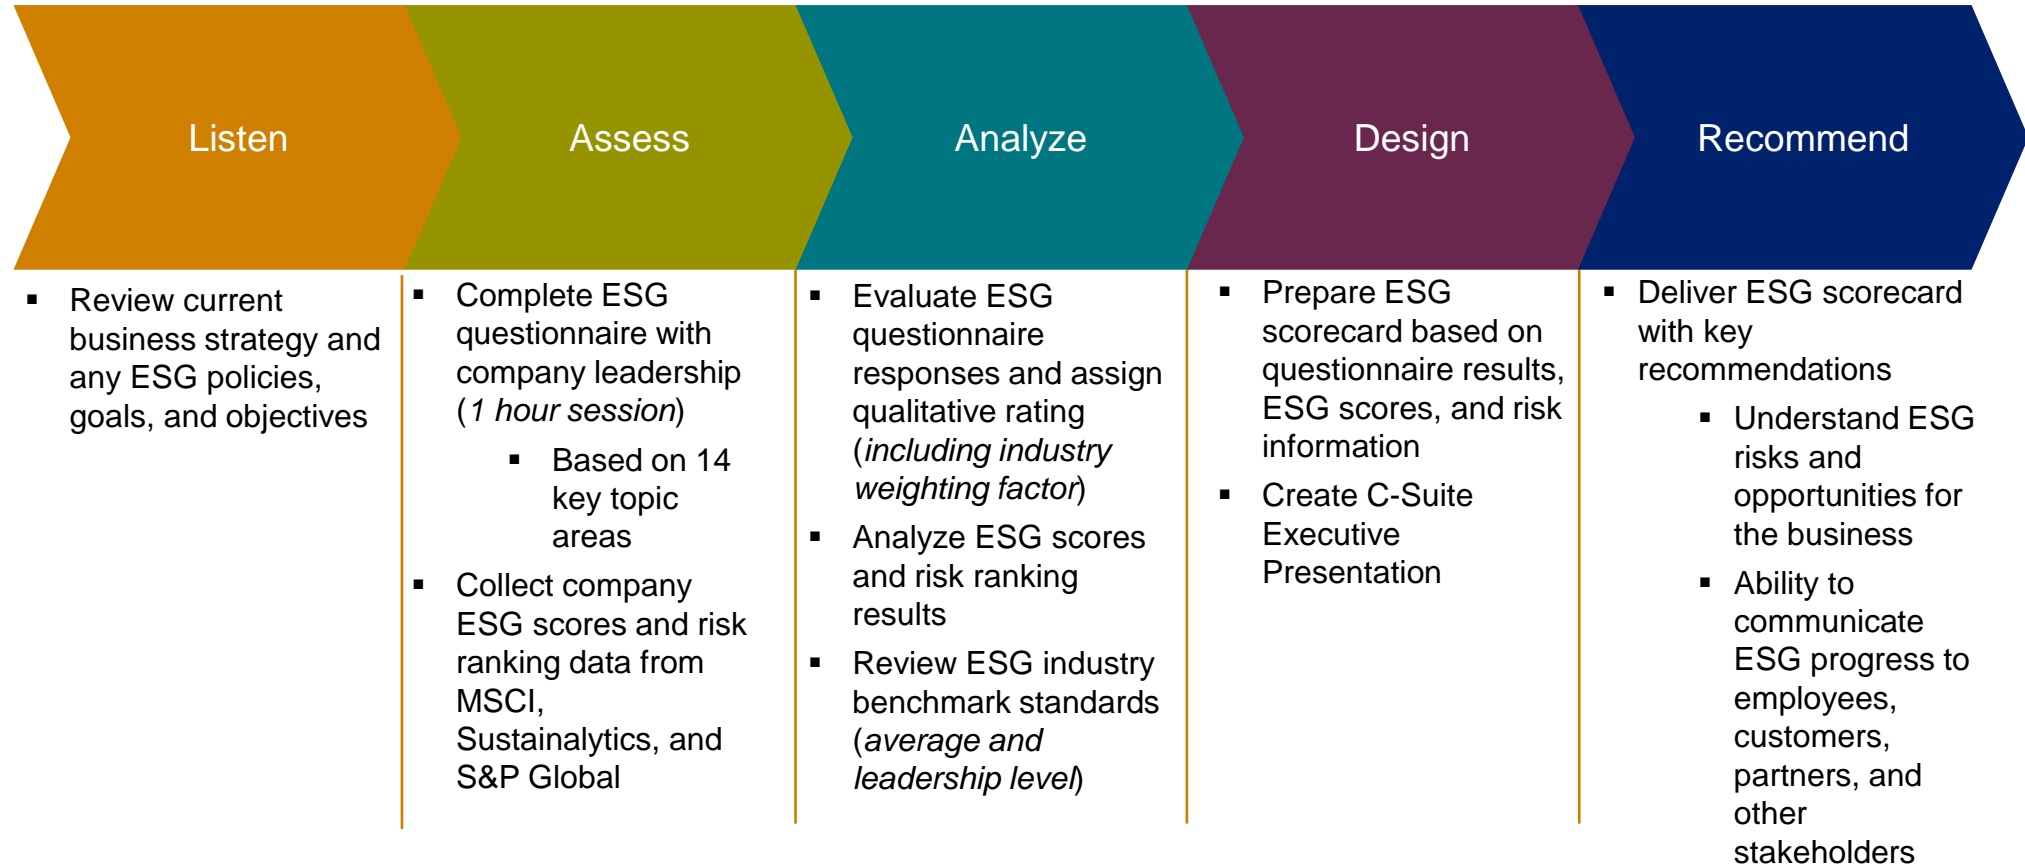 Listen
Assess
Analyze
Design
Recommend
▪ Review current
business strategy and
any ESG policies,
goals, and objectives
▪ Complete ESG
questionnaire with
company leadership
(1 hour session)
▪ Based on 14
key topic
areas
▪ Collect company
ESG scores and risk
ranking data from
MSCI,
Sustainalytics, and
S&P Global
▪ Evaluate ESG
questionnaire
responses and assign
qualitative rating
(including industry
weighting factor)
▪ Analyze ESG scores
and risk ranking
results
▪ Review ESG industry
benchmark standards
(average and
leadership level)
▪ Prepare ESG
scorecard based on
questionnaire results,
ESG scores, and risk
information
▪ Create C-Suite
Executive
Presentation
▪ Deliver ESG scorecard
with key
recommendations
▪ Understand ESG
risks and
opportunities for
the business
▪ Ability to
communicate
ESG progress to
employees,
customers,
partners, and
other
stakeholders